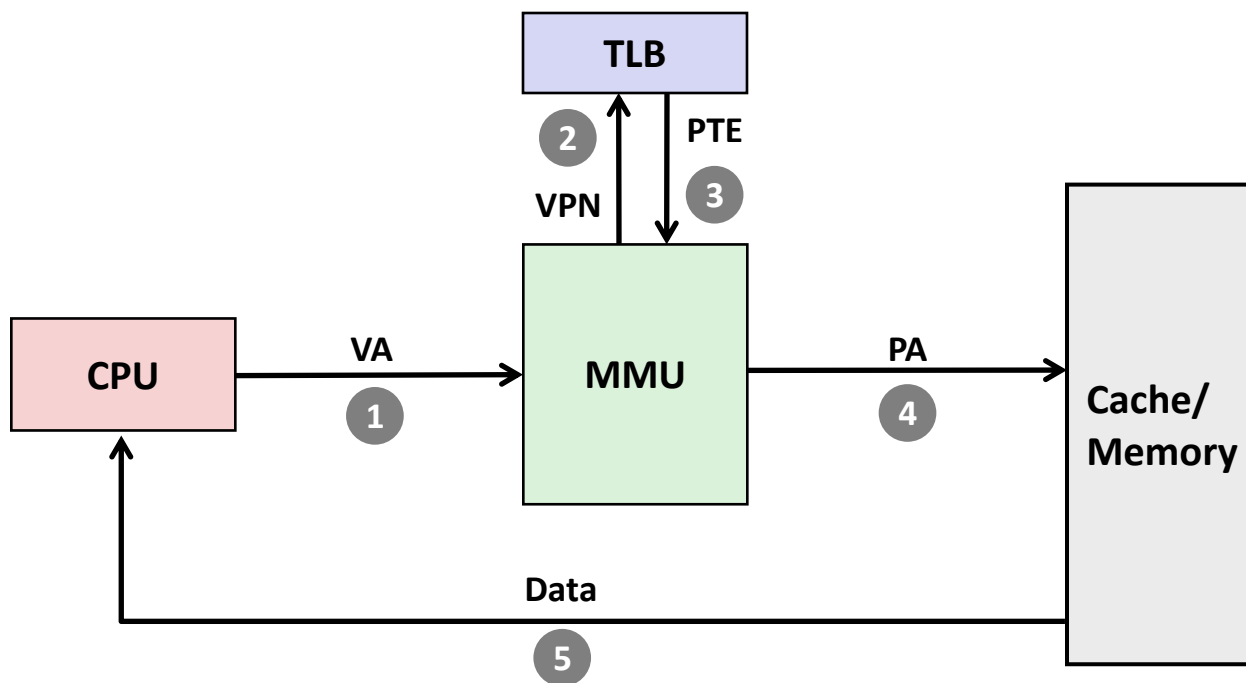 TLB
2
PTE
VPN
3
CPU
VA
1
MMU
PA
4
Cache/
Memory
Data
5